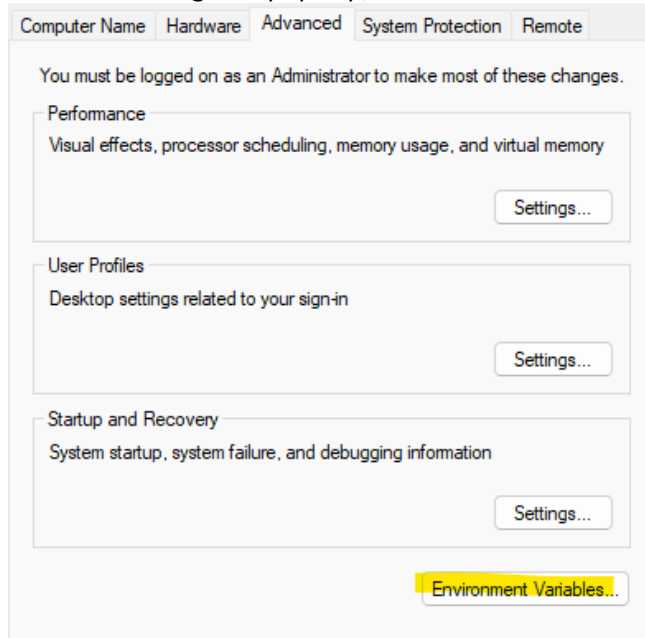 Computer Name Hardware Advanced System Protection Remote
You must be logged on as an Administrator to make most of these changes.
Performance
Visual effects, processor scheduling, memory usage, and virtual memory
Settings...
User Profiles
Desktop settings related to your sign-in
Settings...
Startup and Recovery
System startup, system failure, and debugging information
Settings...
Environment Variables...